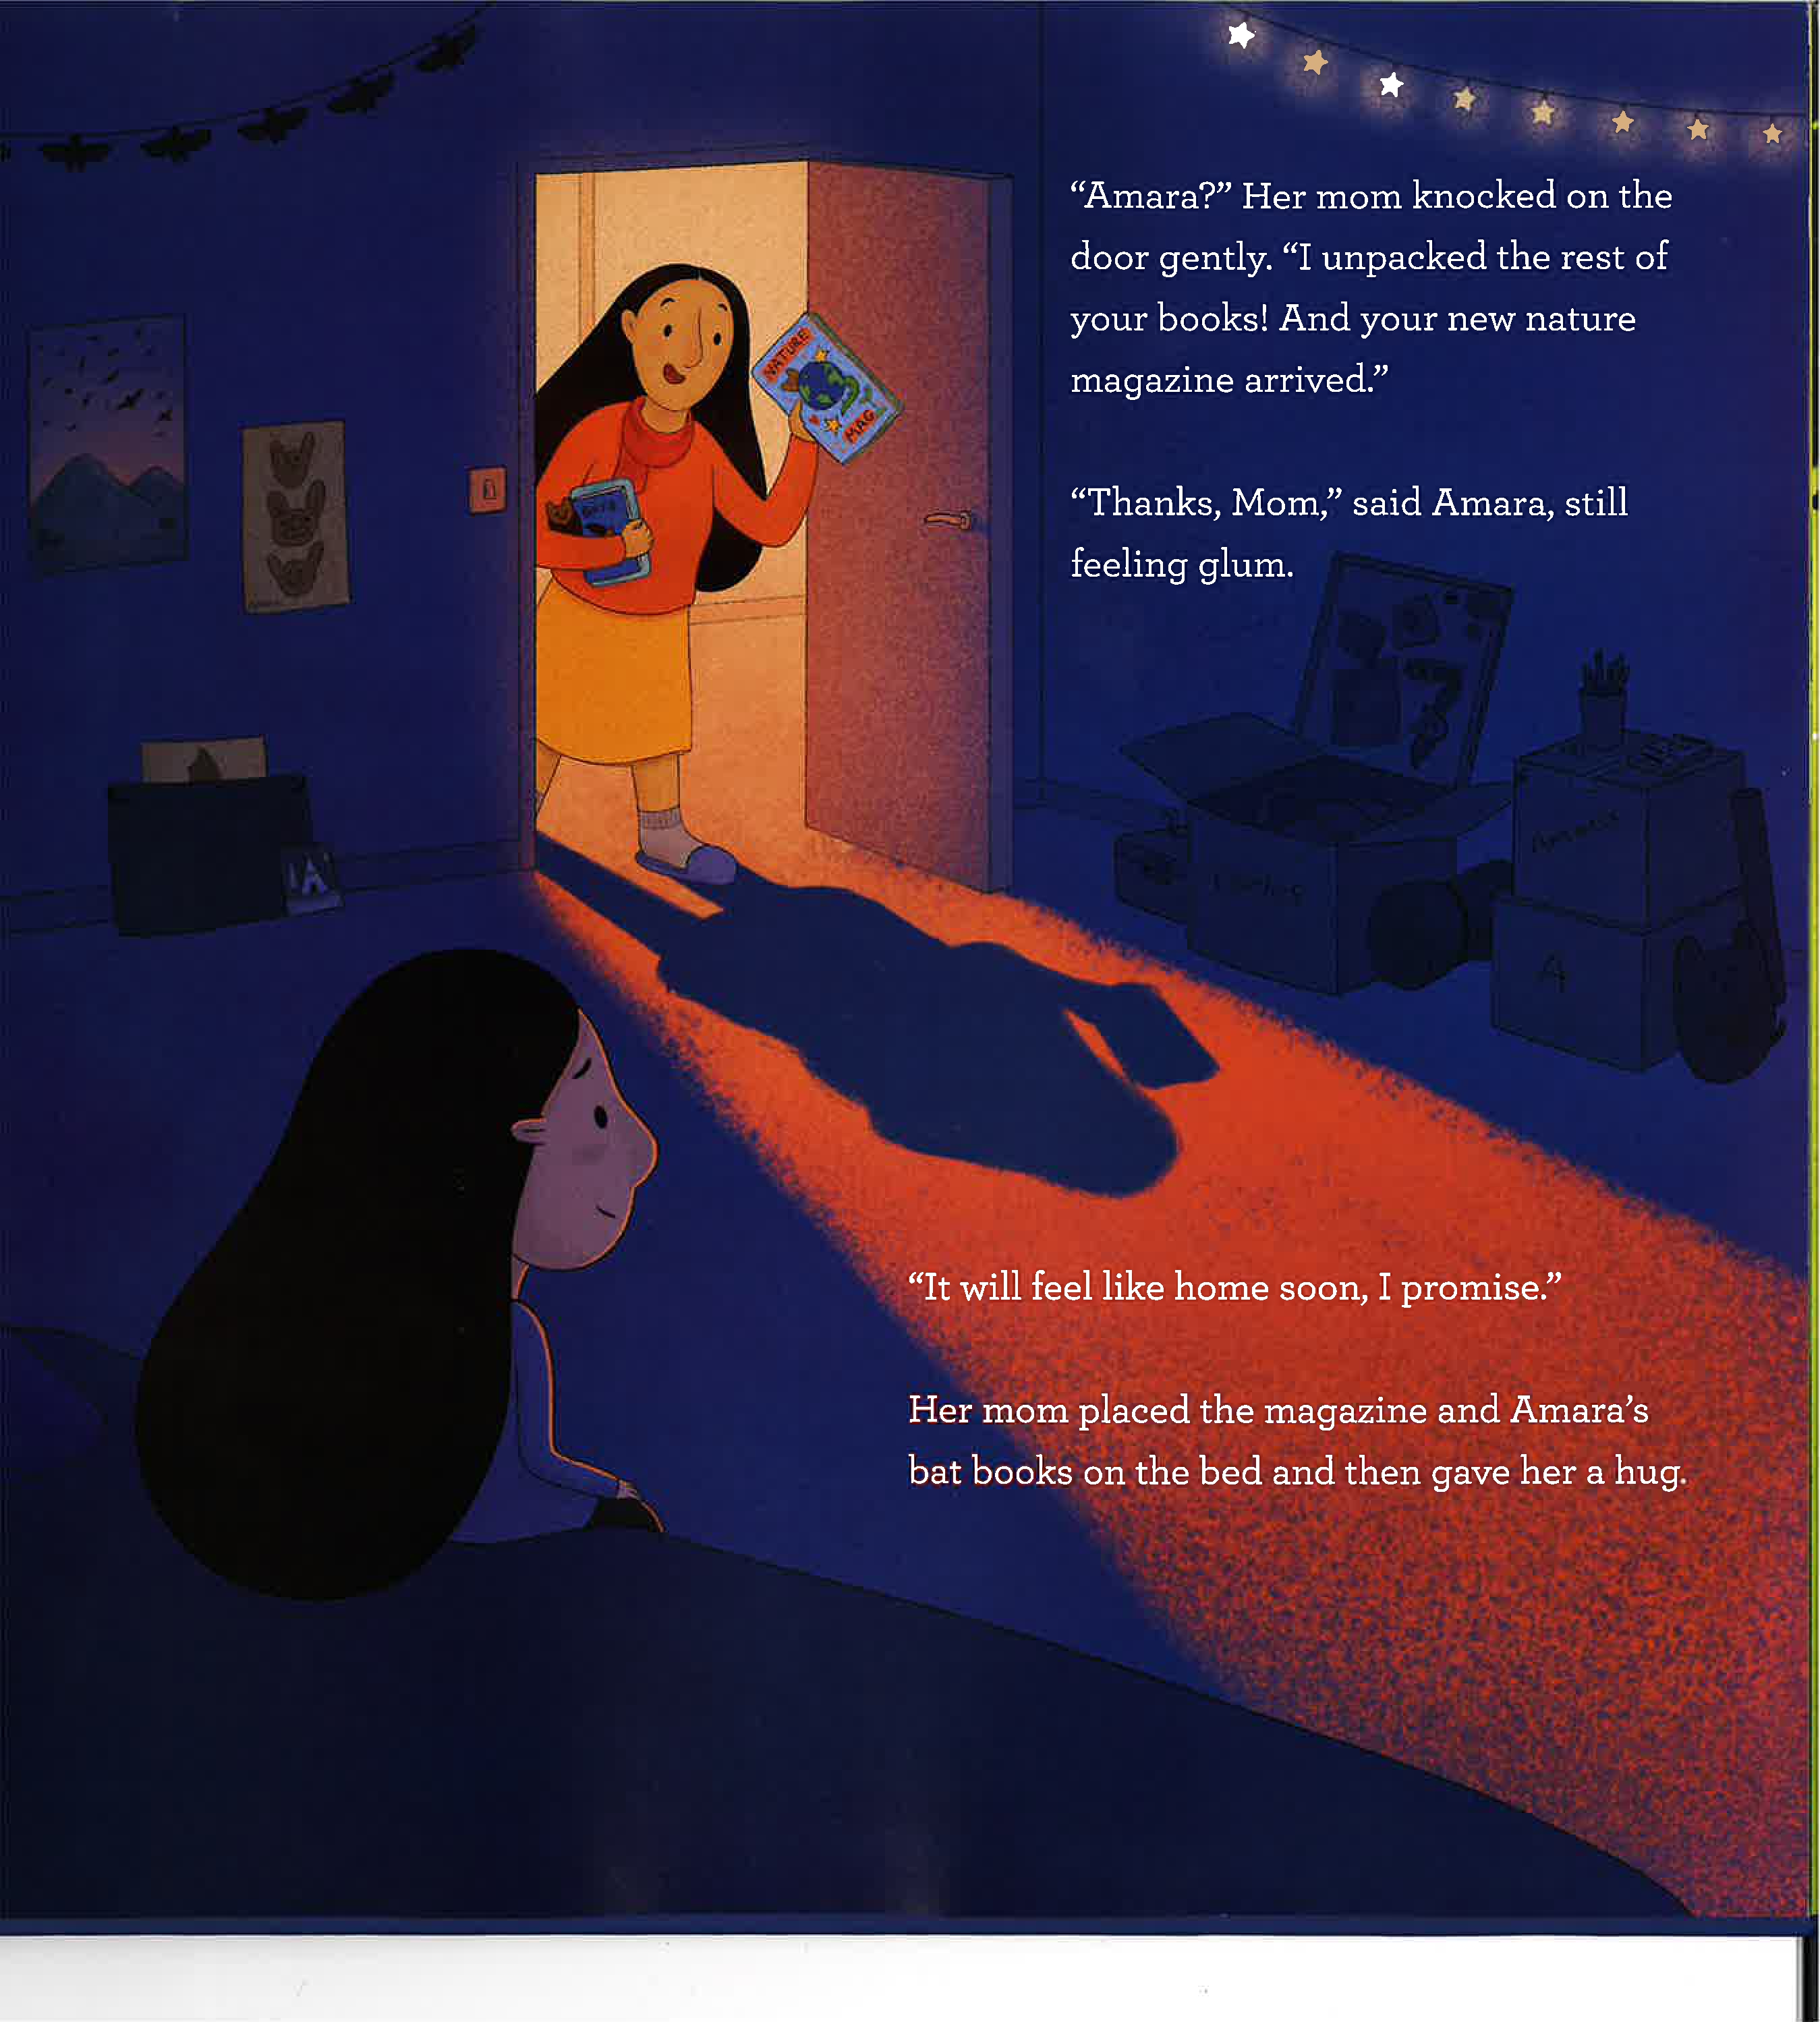 “Amara?” Her mom knocked on the
door gently. “I unpacked the rest of
your books! And your new nature
magazine arrived.”
“Thanks, Mom,” said Amara, still
feeling glum.
NATURE
MAG
BATS
A
A
“It will feel like home soon, I promise.”
Her mom placed the magazine and Amara’s
bat books on the bed and then gave her a hug.